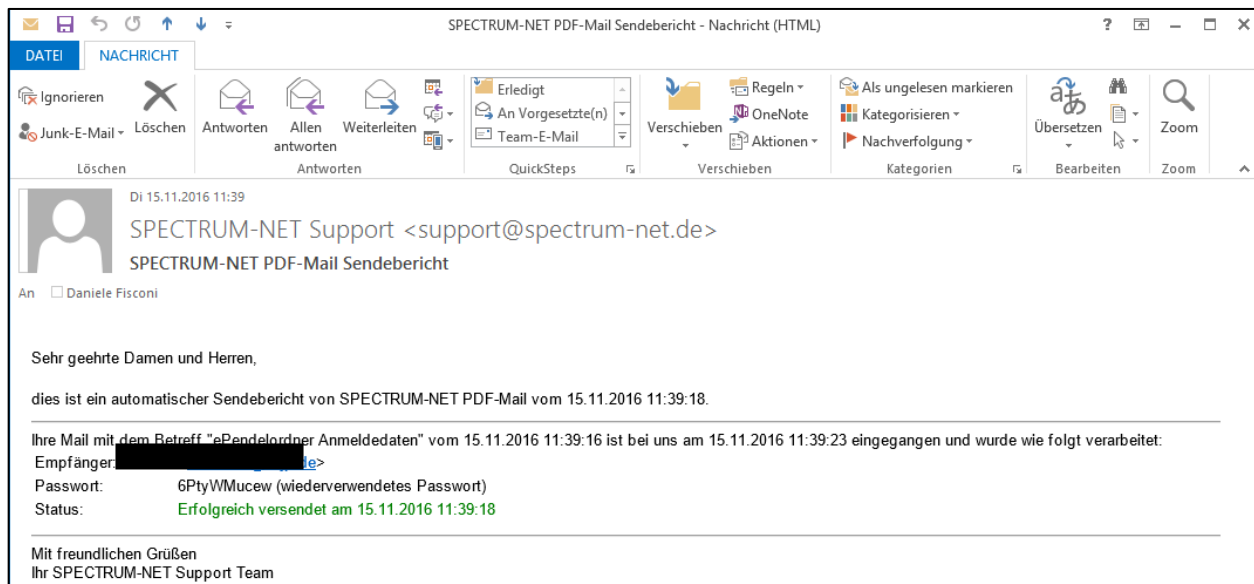 SPECTRUM-NET PDF-Mail Sendebericht - Nachricht (HTML)
DATEI NACHRICHT
Ignorieren
Junk-E-Mail
Löschen
Antworten
Allen antworten
Weiterleiten
Erledigt
An Vorgesetzte(n)
Team-E-Mail
Verschieben
Regeln
OneNote
Aktionen
Als ungelesen markieren
Kategorisieren
Nachverfolgung
Übersetzen
Zoom
Löschen Antworten QuickSteps Verschieben Kategorien Bearbeiten Zoom
Di 15.11.2016 11:39
SPECTRUM-NET Support <support@spectrum-net.de>
SPECTRUM-NET PDF-Mail Sendebericht
An Daniele Fisconi
Sehr geehrte Damen und Herren,
dies ist ein automatischer Sendebericht von SPECTRUM-NET PDF-Mail vom 15.11.2016 11:39:18.
Ihre Mail mit dem Betreff "ePendelordner Anmeldedaten" vom 15.11.2016 11:39:16 ist bei uns am 15.11.2016 11:39:23 eingegangen und wurde wie folgt verarbeitet:
Empfänger: de>
Passwort: 6PtyWMucew (wiederverwendetes Passwort)
Status: Erfolgreich versendet am 15.11.2016 11:39:18
Mit freundlichen Grüßen
Ihr SPECTRUM-NET Support Team